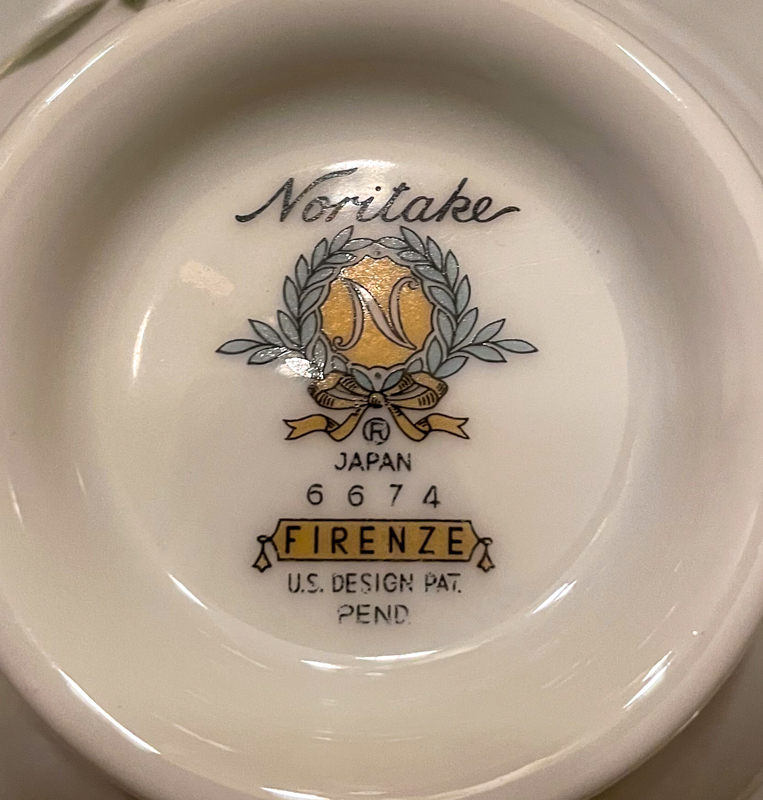 Noritake
N
®
JAPAN
6674
FIRENZE
U.S. DESIGN PAT.
PEND.